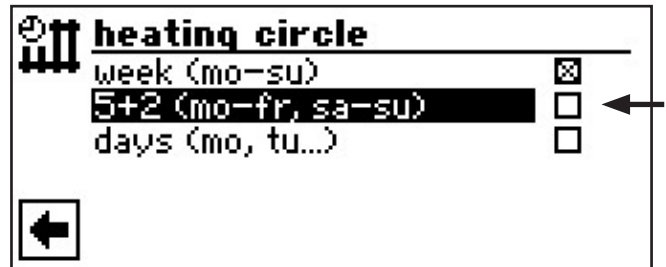 heating circle
week (mo-su)
5+2 (mo-fr, sa-su)
days (mo, tu...)